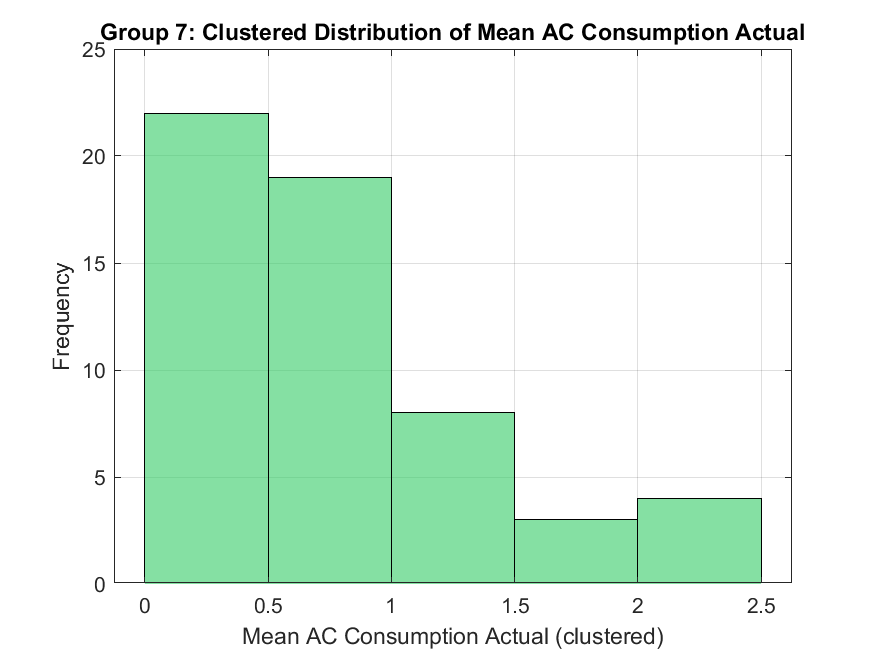 Group 7: Clustered Distribution of Mean AC Consumption Actual
25
20
15
10
5
0
Frequency
0 0.5 1 1.5 2 2.5
Mean AC Consumption Actual (clustered)